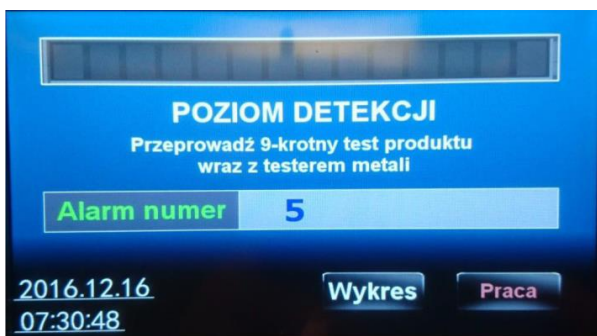 POZIOM DETEKCJI
Przeprowadź 9-krotny test produktu
wraz z testerem metali
Alarm numer 5
2016.12.16
Wykres
Praca
07:30:48